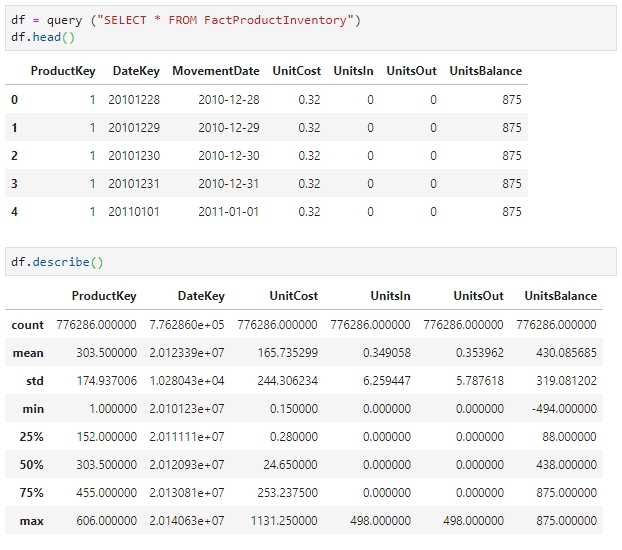 df = query ("SELECT * FROM FactProductInventory")
df.head()
ProductKey DateKey MovementDate UnitCost UnitsIn UnitsOut UnitsBalance
0 1 20101228 2010-12-28 0.32 0 0 875
1 1 20101229 2010-12-29 0.32 0 0 875
2 1 20101230 2010-12-30 0.32 0 0 875
3 1 20101231 2010-12-31 0.32 0 0 875
4 1 20110101 2011-01-01 0.32 0 0 875
df.describe()
ProductKey DateKey UnitCost UnitsIn UnitsOut UnitsBalance
count 776286.000000 7.762860e+05 776286.000000 776286.000000 776286.000000 776286.000000
mean 303.500000 2.012339e+07 165.735299 0.349058 0.353962 430.085685
std 174.937006 1.028043e+04 244.306234 6.259447 5.787618 319.081202
min 1.000000 2.010123e+07 0.150000 0.000000 0.000000 -494.000000
25% 152.000000 2.011111e+07 0.280000 0.000000 0.000000 88.000000
50% 303.500000 2.012093e+07 24.650000 0.000000 0.000000 438.000000
75% 455.000000 2.013081e+07 253.237500 0.000000 0.000000 875.000000
max 606.000000 2.014063e+07 1131.250000 498.000000 498.000000 875.000000